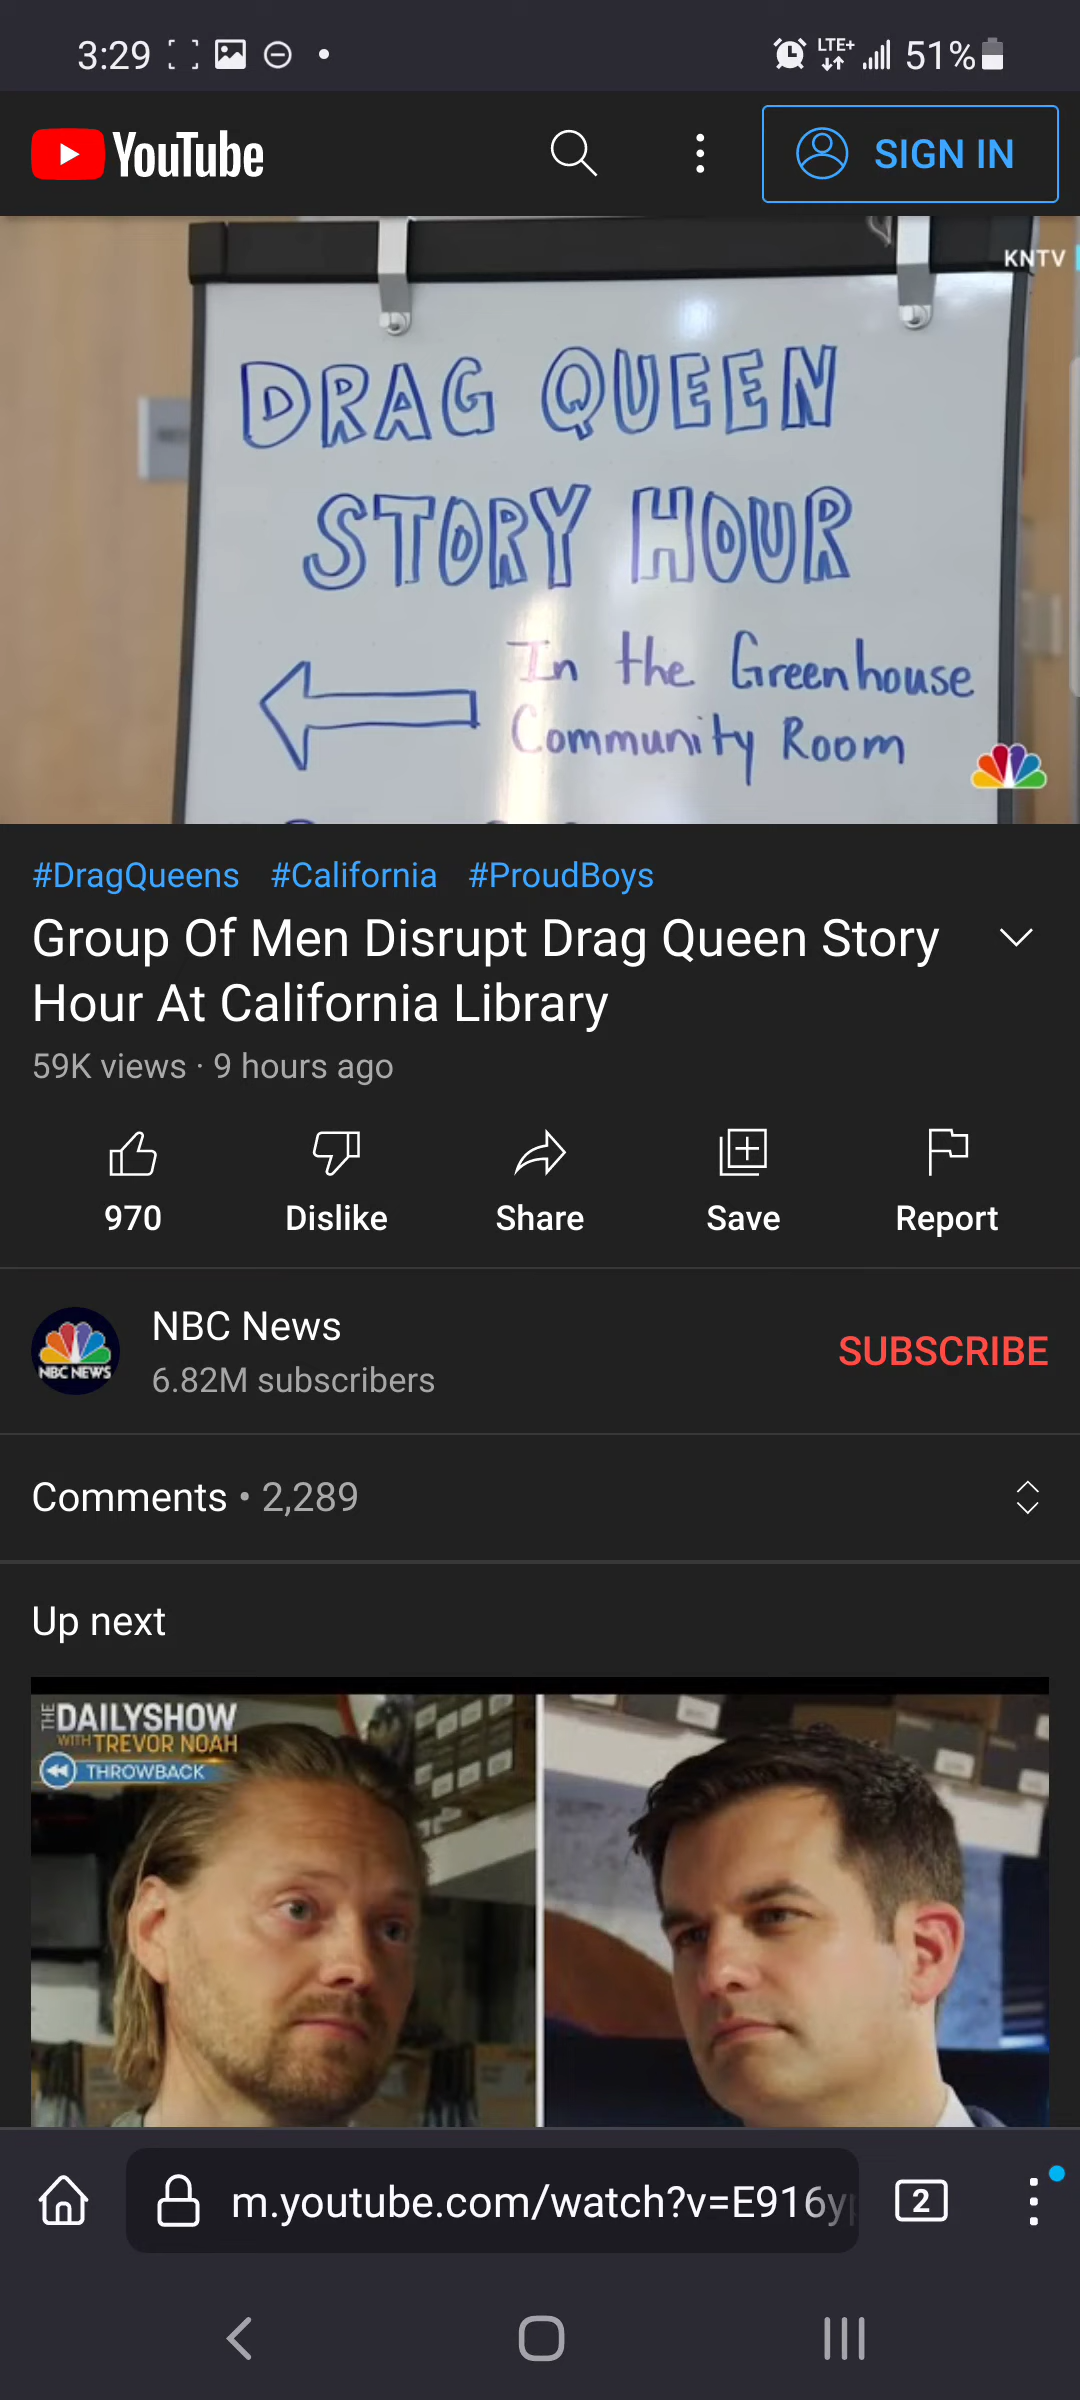 3:29
LTE+
51%
YouTube
SIGN IN
KNTV
DRAG QUEEN
STORY HOUR
In the Greenhouse
Community Room
#DragQueens #California #ProudBoys
Group Of Men Disrupt Drag Queen Story
Hour At California Library
59K views · 9 hours ago
970
Dislike
Share
Save
Report
NBC NEWS
NBC News
6.82M subscribers
SUBSCRIBE
Comments • 2,289
Up next
THE
DAILYSHOW
WITH TREVOR NOAH
THROWBACK
m.youtube.com/watch?v=E916y
2